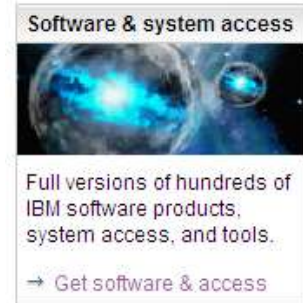 Software & system access
Full versions of hundreds of
IBM software products,
system access, and tools.
→ Get software & access